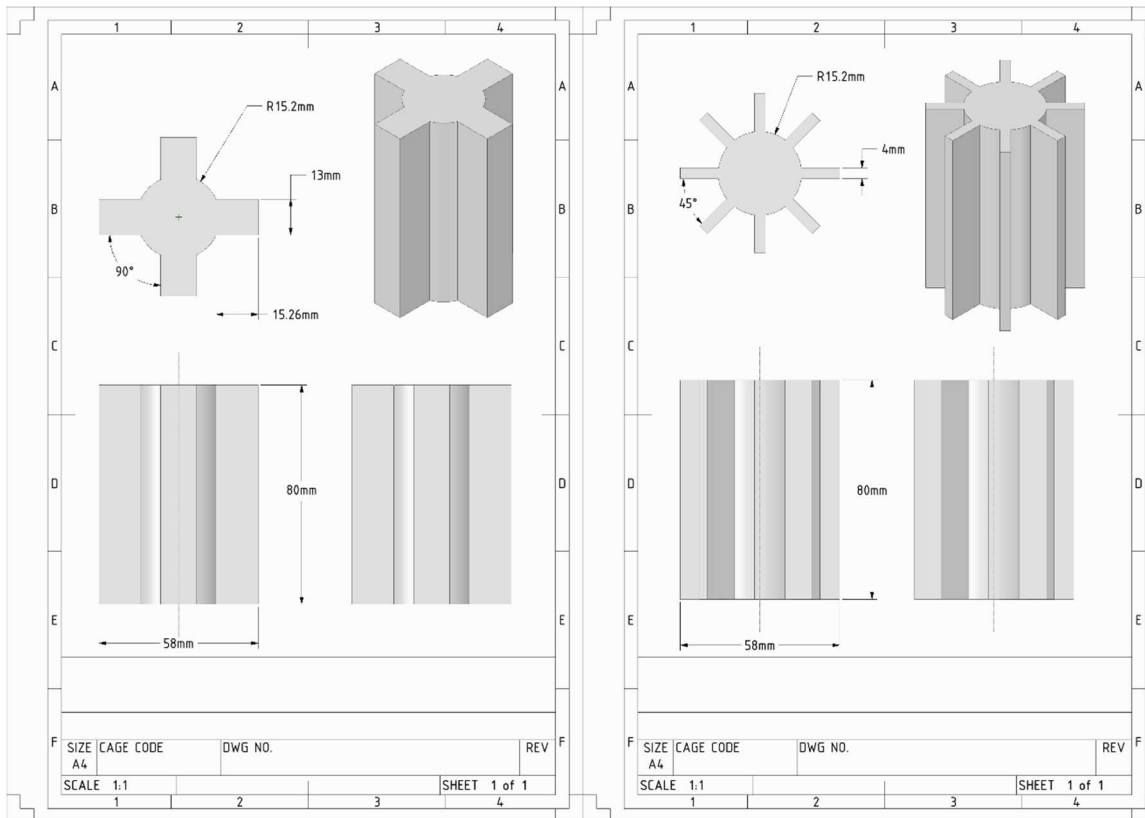 1 2 3 4
A A
R15.2mm
13mm
B B
90°
15.26mm
C C
D D
80mm
E E
58mm
F F
SIZE CAGE CODE DWG NO. REV
A4
SCALE 1:1 SHEET 1 of 1
1 2 3 4
1 2 3 4
A A
R15.2mm
4mm
B B
45°
C C
D D
80mm
E E
58mm
F F
SIZE CAGE CODE DWG NO. REV
A4
SCALE 1:1 SHEET 1 of 1
1 2 3 4